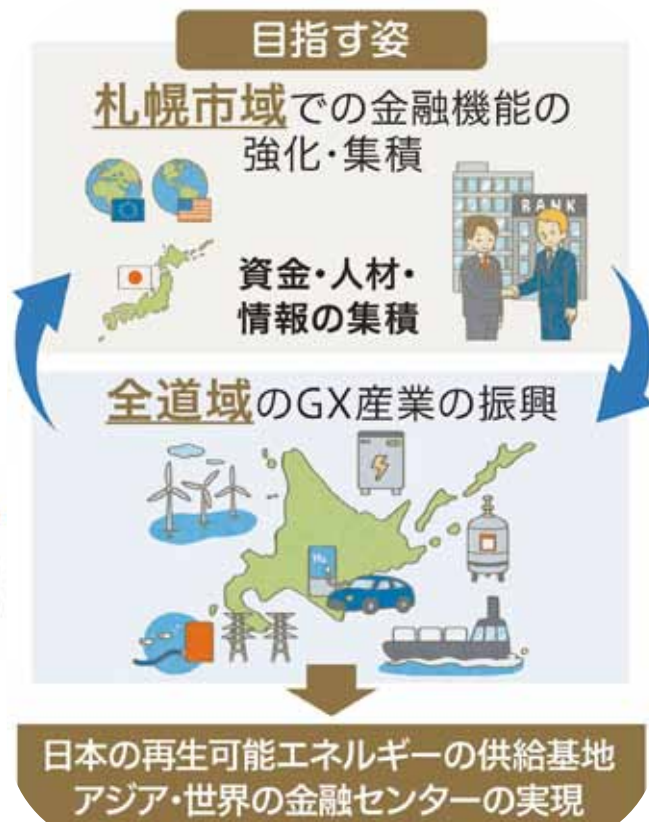 目指す姿
札幌市域での金融機能の
強化・集積
BANK
資金・人材・
情報の集積
全道域のGX産業の振興
H₂
日本の再生可能エネルギーの供給基地
アジア・世界の金融センターの実現